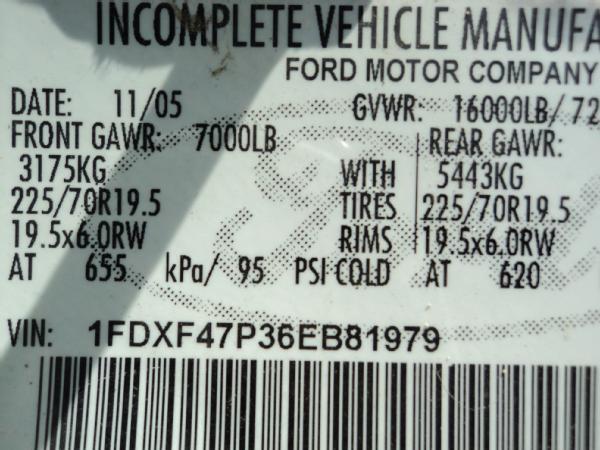 INCOMPLETE VEHICLE MANUFA
FORD MOTOR COMPANY
DATE: 11/05 GVWR: 16000LB/ 72
FRONT GAWR: 7000LB REAR GAWR:
3175KG WITH 5443KG
225/70R19.5 TIRES 225/70R19.5
19.5x6.0RW RIMS 19.5x6.0RW
AT 655 kPa/ 95 PSI COLD AT 620
VIN: 1FDXF47P36EB81979